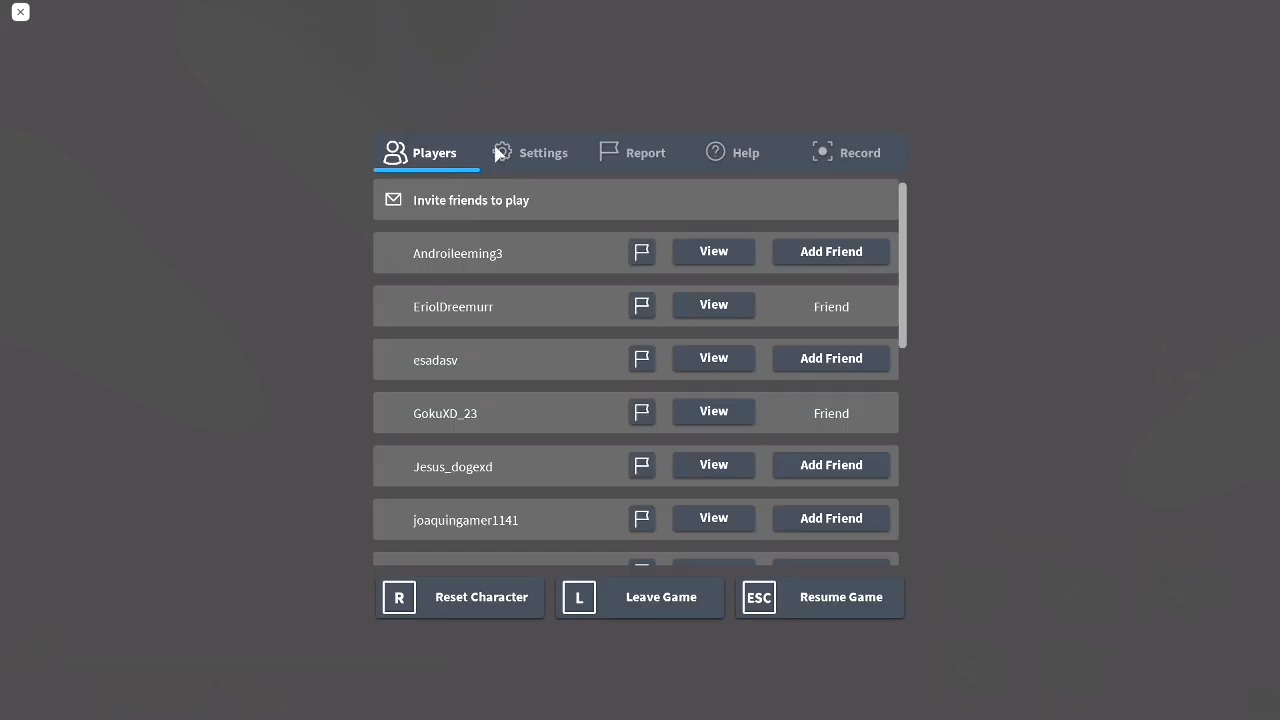 Players Settings Report Help Record
Invite friends to play
Androileeming3 View Add Friend
EriolDreemurr View Friend
esadasv View Add Friend
GokuXD_23 View Friend
Jesus_dogexd View Add Friend
joaquingamer1141 View Add Friend
R Reset Character L Leave Game ESC Resume Game